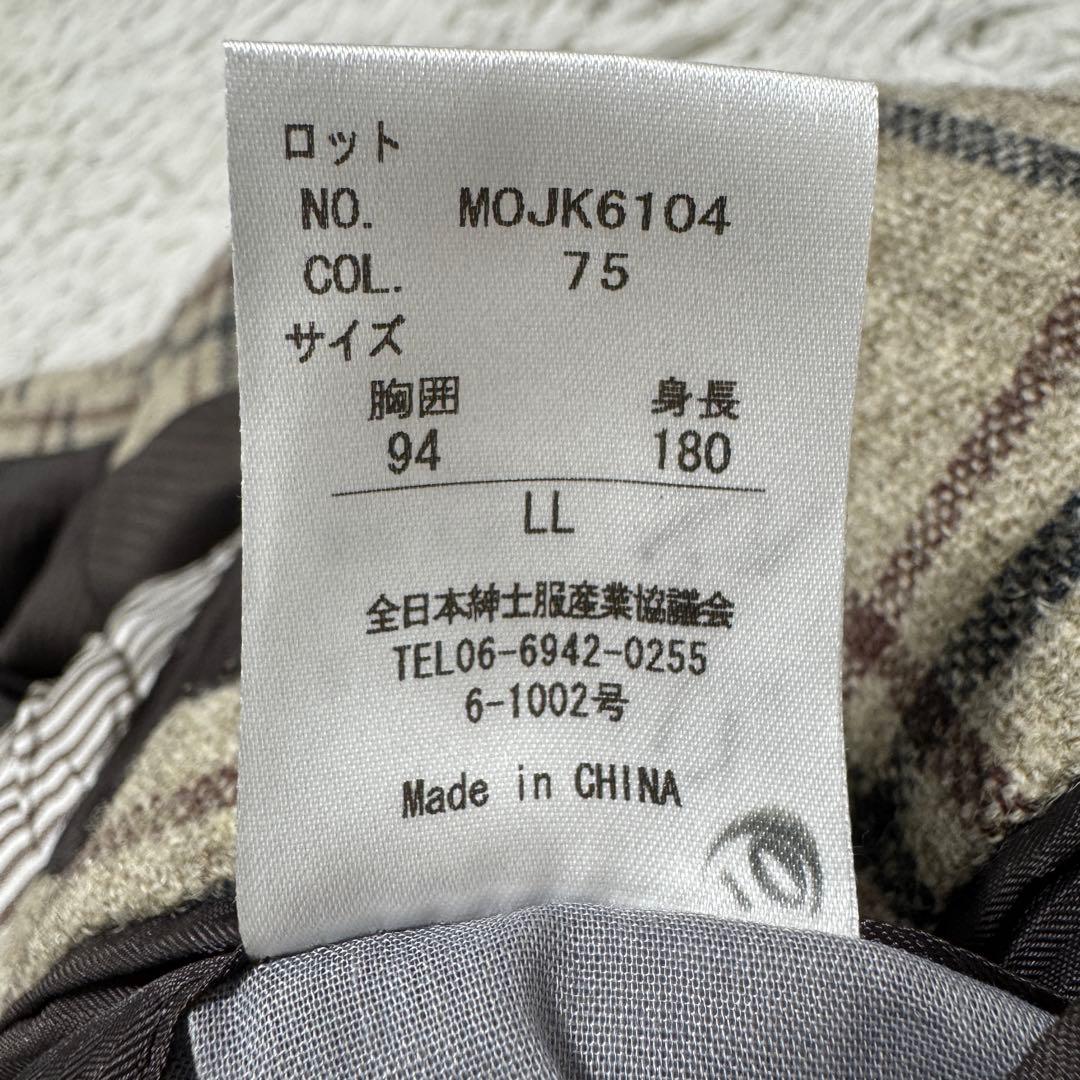 ロット
NO. MOJK6104
COL. 75
サイズ
胸囲 身長
94 180
LL
全日本紳士服産業協議会
TEL06-6942-0255
6-1002号
Made in CHINA
10